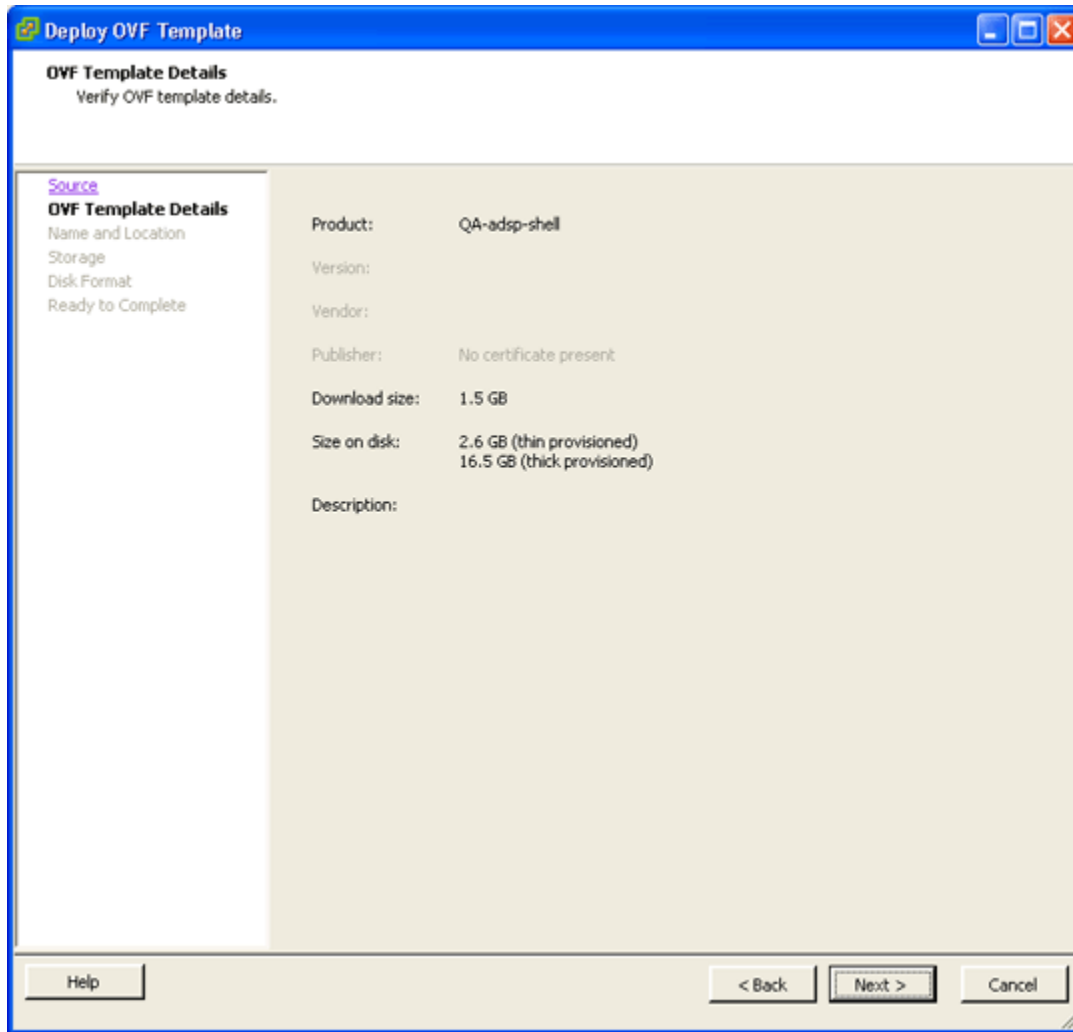 Deploy OVF Template
OVF Template Details
Verify OVF template details.
Source
OVF Template Details
Name and Location
Storage
Disk Format
Ready to Complete
Product: QA-adsp-shell
Version:
Vendor:
Publisher: No certificate present
Download size: 1.5 GB
Size on disk: 2.6 GB (thin provisioned)
16.5 GB (thick provisioned)
Description:
Help
< Back
Next >
Cancel